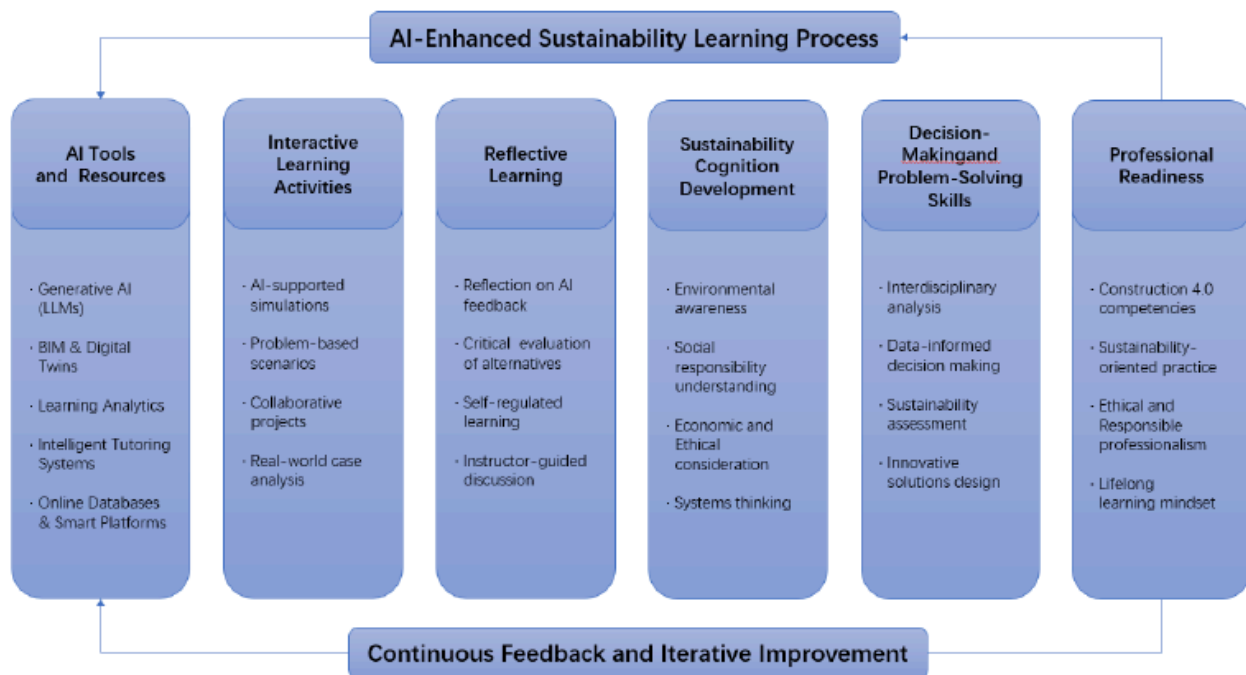 AI-Enhanced Sustainability Learning Process
AI Tools
and Resources
· Generative AI
(LLMs)
· BIM & Digital
Twins
· Learning Analytics
· Intelligent Tutoring
Systems
· Online Databases
& Smart Platforms
Interactive
Learning
Activities
· AI-supported
simulations
· Problem-based
scenarios
· Collaborative
projects
· Real-world case
analysis
Reflective
Learning
· Reflection on AI
feedback
· Critical evaluation
of alternatives
· Self-regulated
learning
· Instructor-guided
discussion
Sustainability
Cognition
Development
· Environmental
awareness
· Social
responsibility
understanding
· Economic and
Ethical
consideration
· Systems thinking
Decision-
Makingand
Problem-Solving
Skills
· Interdisciplinary
analysis
· Data-informed
decision making
· Sustainability
assessment
· Innovative
solutions design
Professional
Readiness
· Construction 4.0
competencies
· Sustainability-
oriented practice
· Ethical and
Responsible
professionalism
· Lifelong
learning mindset
Continuous Feedback and Iterative Improvement